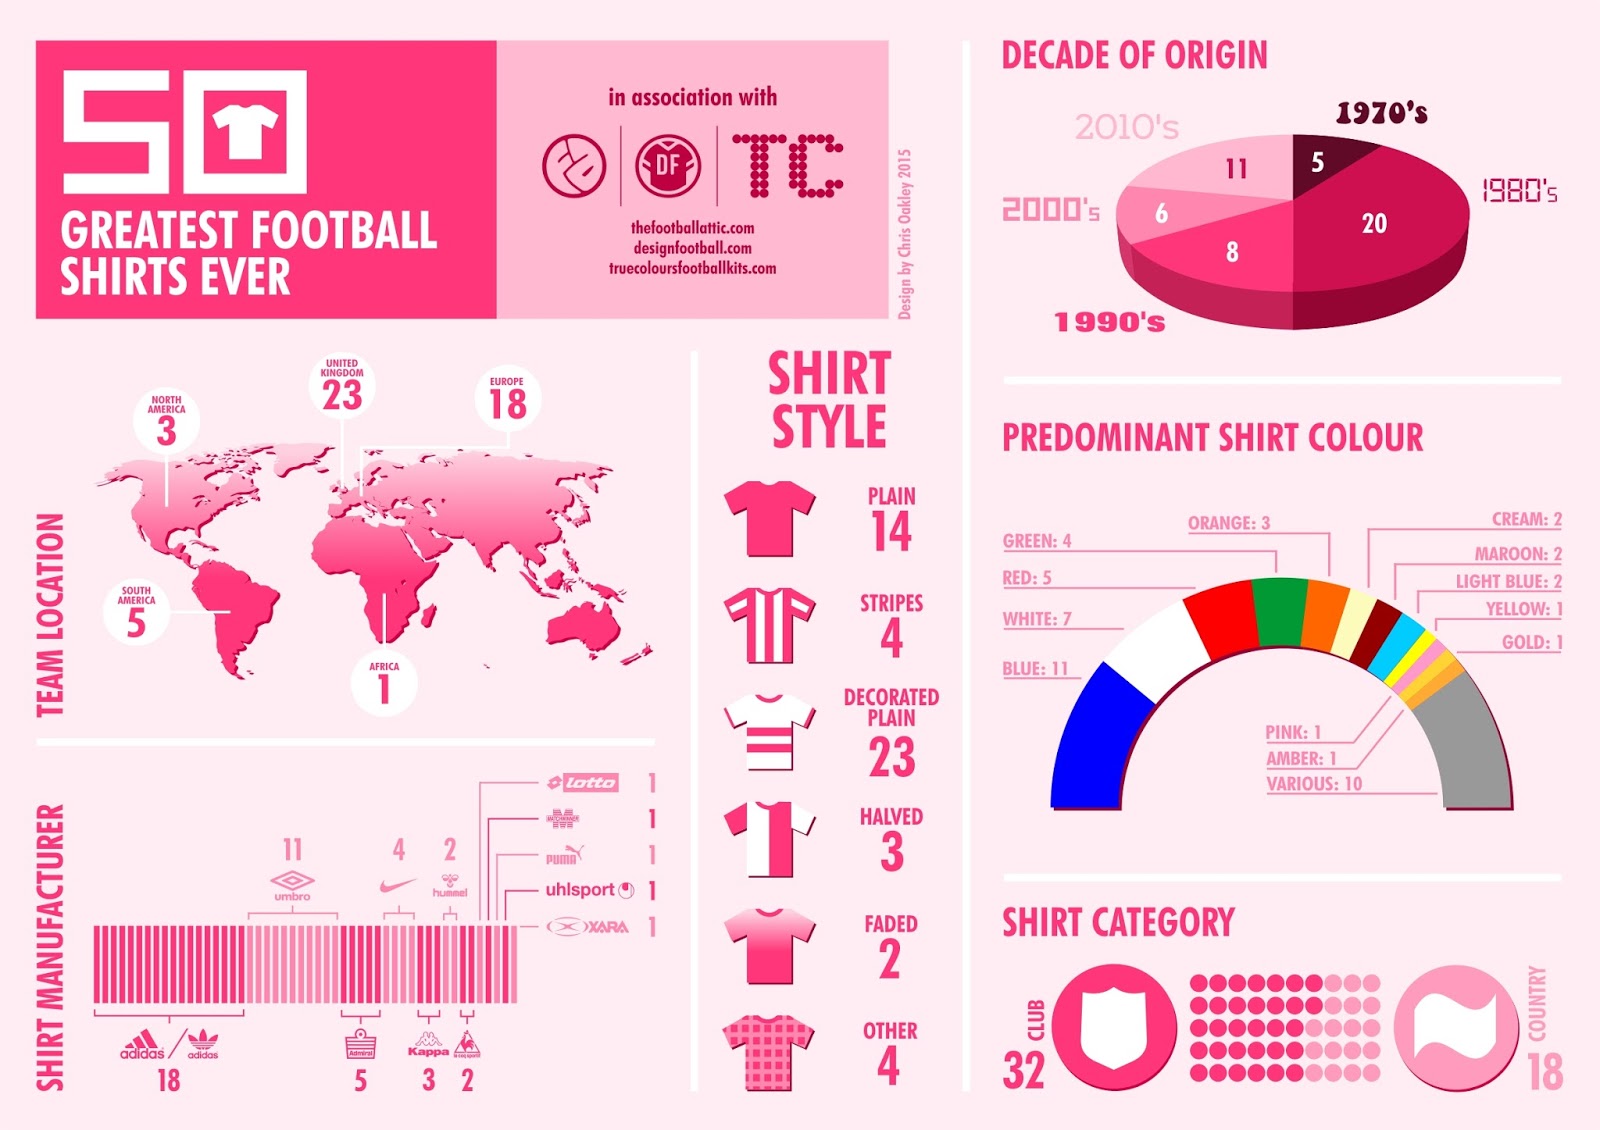 50
GREATEST FOOTBALL
SHIRTS EVER
in association with
DF
TC
thefootballattic.com
designfootball.com
truecoloursfootballkits.com
Design by Chris Oakley 2015
DECADE OF ORIGIN
1970's
5
1980's
20
1990's
8
2000's
6
2010's
11
TEAM LOCATION
NORTH
AMERICA
3
UNITED
KINGDOM
23
EUROPE
18
SOUTH
AMERICA
5
AFRICA
1
SHIRT
STYLE
PLAIN
14
STRIPES
4
DECORATED
PLAIN
23
HALVED
3
FADED
2
OTHER
4
PREDOMINANT SHIRT COLOUR
ORANGE: 3
GREEN: 4
RED: 5
WHITE: 7
BLUE: 11
CREAM: 2
MAROON: 2
LIGHT BLUE: 2
YELLOW: 1
GOLD: 1
PINK: 1
AMBER: 1
VARIOUS: 10
SHIRT MANUFACTURER
11
umbro
4
2
hummel
lotto 1
MATCHWINNER 1
PUMA 1
uhlsport 1
XARA 1
adidas / adidas
18
Admiral
5
Kappa
3
le coq sportif
2
SHIRT CATEGORY
CLUB
32
COUNTRY
18